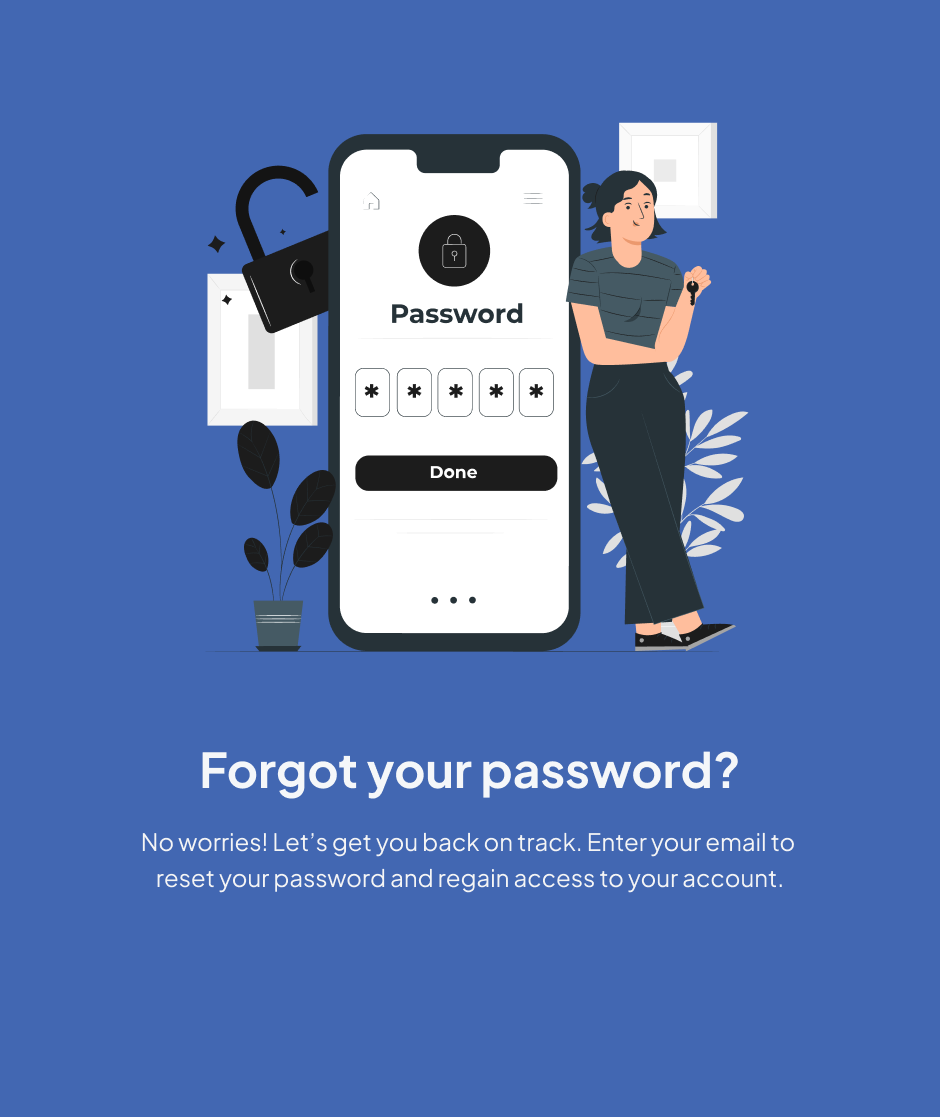 Password
* * * * *
Done
Forgot your password?
No worries! Let’s get you back on track. Enter your email to
reset your password and regain access to your account.